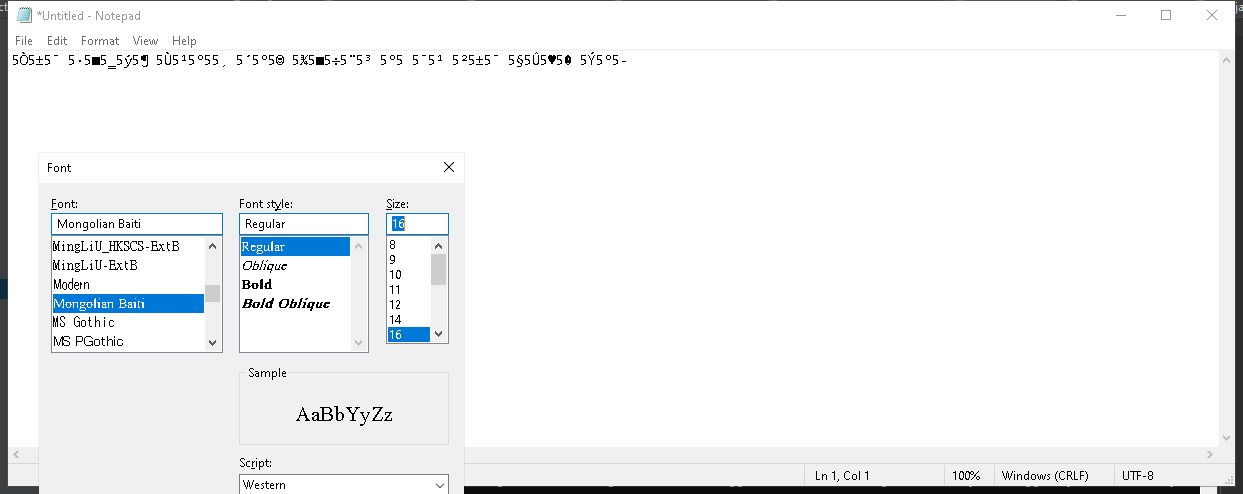 *Untitled - Notepad
File Edit Format View Help
5Ò5±5¯ 5·5■5‗5ý5¶ 5Ù5¹5º55¸ 5´5º5® 5¾5■5÷5¨5³ 5º5 5¯5¹ 5²5±5¯ 5§5Û5♥5 5Ý5º5-
Font
Font: Font style: Size:
Mongolian Baiti Regular 16
MingLiU_HKSCS-ExtB Regular 8
MingLiU-ExtB Oblique 9
Modern Bold 10
Mongolian Baiti Bold Oblique 11
MS Gothic 12
MS PGothic 14
16
Sample
AaBbYyZz
Script:
Western
Ln 1, Col 1 100% Windows (CRLF) UTF-8